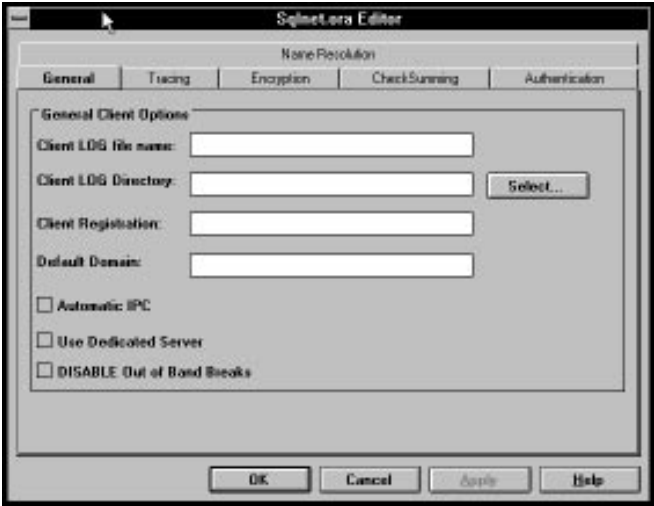 Sqlnet.ora Editor
Name Resolution
General Tracing Encryption CheckSumming Authentication
General Client Options
Client LOG file name:
Client LOG Directory: Select...
Client Registration:
Default Domain:
Automatic IPC
Use Dedicated Server
DISABLE Out of Band Breaks
OK Cancel Apply Help